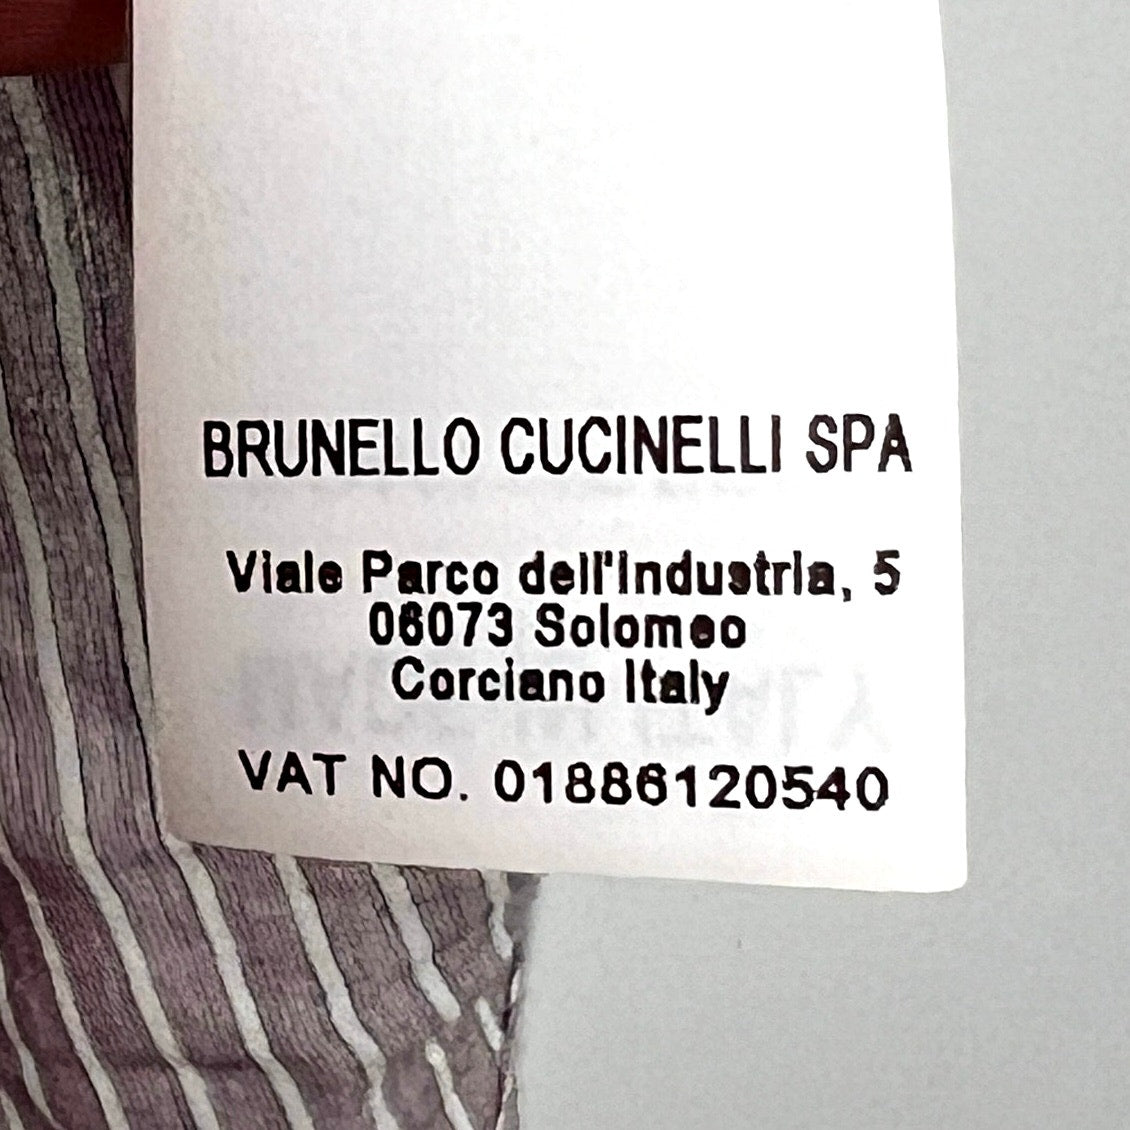 BRUNELLO CUCINELLI SPA
Viale Parco dell'Industria, 5
06073 Solomeo
Corciano Italy
VAT NO. 01886120540